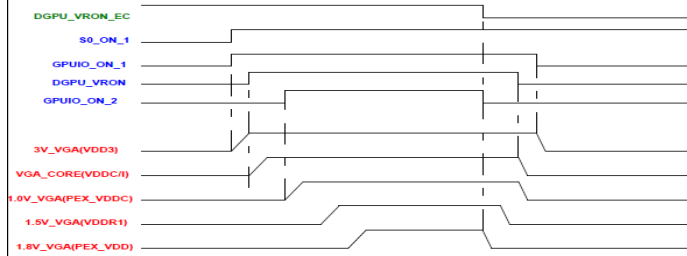 DGPU_VRON_EC
S0_ON_1
GPUIO_ON_1
DGPU_VRON
GPUIO_ON_2
3V_VGA(VDD3)
VGA_CORE(VDDC/I)
1.0V_VGA(PEX_VDDC)
1.5V_VGA(VDDR1)
1.8V_VGA(PEX_VDD)